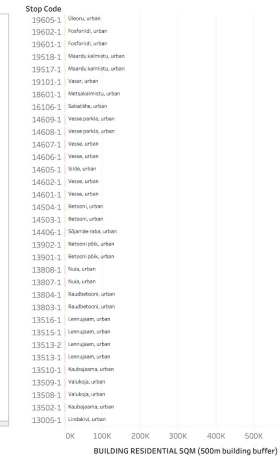 Stop Code
19605-1 Üleoru, urban
19602-1 Fosforiidi, urban
19601-1 Fosforiidi, urban
19518-1 Maardu kalmistu, urban
19517-1 Maardu kalmistu, urban
19101-1 Vasar, urban
18601-1 Metsakalmistu, urban
16106-1 Sabatähe, urban
14609-1 Vesse parkla, urban
14608-1 Vesse parkla, urban
14607-1 Vesse, urban
14606-1 Vesse, urban
14605-1 Silde, urban
14602-1 Vesse, urban
14601-1 Vesse, urban
14504-1 Betooni, urban
14503-1 Betooni, urban
14406-1 Sõjamäe raba, urban
13902-1 Betooni põik, urban
13901-1 Betooni põik, urban
13808-1 Nuia, urban
13807-1 Nuia, urban
13804-1 Raudbetooni, urban
13803-1 Raudbetooni, urban
13516-1 Lennujaam, urban
13515-1 Lennujaam, urban
13513-2 Lennujaam, urban
13513-1 Lennujaam, urban
13510-1 Kaubajaama, urban
13509-1 Valukoja, urban
13508-1 Valukoja, urban
13502-1 Kaubajaama, urban
13005-1 Lindakivi, urban
0K 100K 200K 300K 400K 500K
BUILDING RESIDENTIAL SQM (500m building buffer)